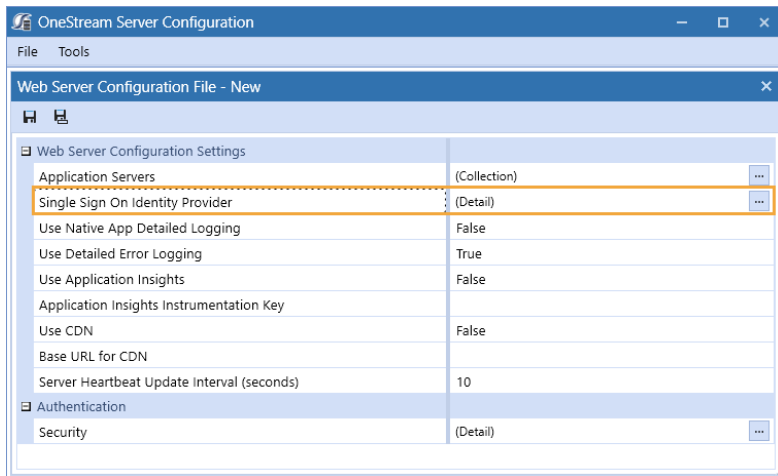 OneStream Server Configuration
File Tools
Web Server Configuration File - New
Web Server Configuration Settings
Application Servers (Collection) ...
Single Sign On Identity Provider (Detail) ...
Use Native App Detailed Logging False
Use Detailed Error Logging True
Use Application Insights False
Application Insights Instrumentation Key
Use CDN False
Base URL for CDN
Server Heartbeat Update Interval (seconds) 10
Authentication
Security (Detail) ...